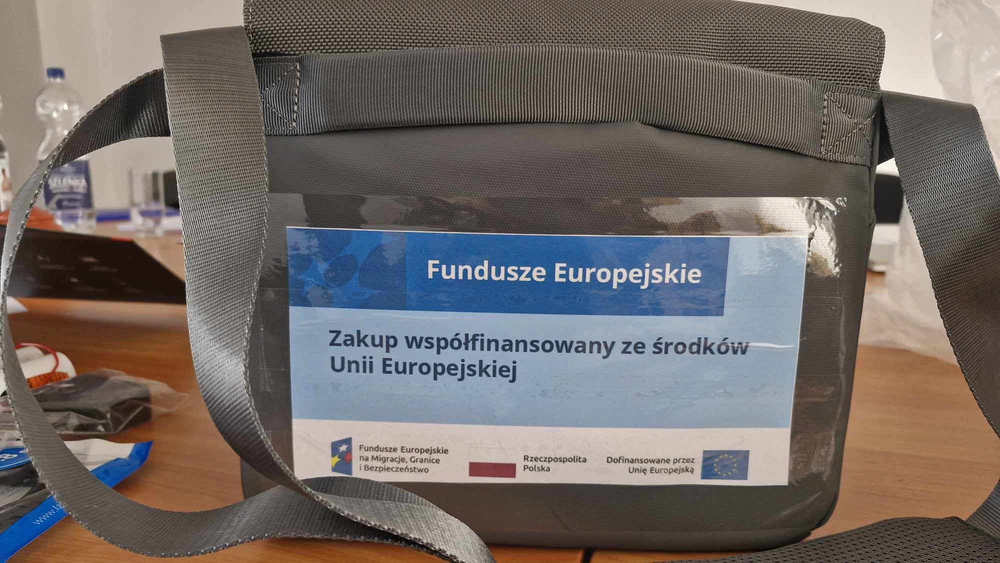 Fundusze Europejskie
Zakup współfinansowany ze środków
Unii Europejskiej
Fundusze Europejskie
na Migracje, Granice
i Bezpieczeństwo
Rzeczpospolita
Polska
Dofinansowane przez
Unię Europejską
SELENKA
www.la